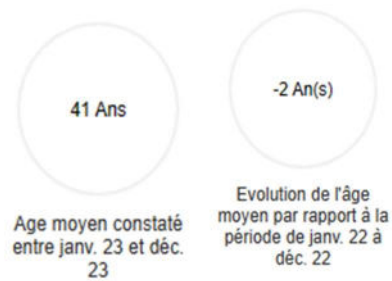 41 Ans
Age moyen constaté
entre janv. 23 et déc.
23
-2 An(s)
Evolution de l'âge
moyen par rapport à la
période de janv. 22 à
déc. 22